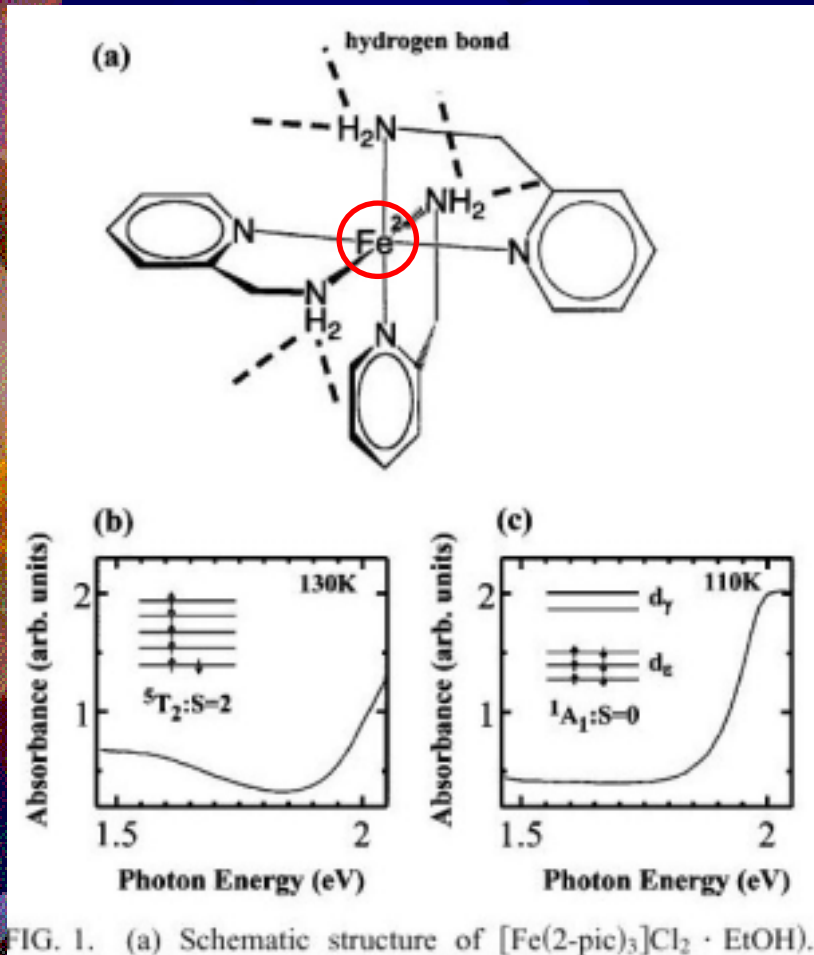 (a)
hydrogen bond
H₂N
NH₂
N
Fe
2+
N
N
H₂
N
(b)
130K
⁵T₂:S=2
Absorbance (arb. units)
2
1
1.5
2
Photon Energy (eV)
(c)
110K
dγ
dε
¹A₁:S=0
Absorbance (arb. units)
2
1
1.5
2
Photon Energy (eV)
FIG. 1. (a) Schematic structure of [Fe(2-pic)₃]Cl₂ · EtOH).